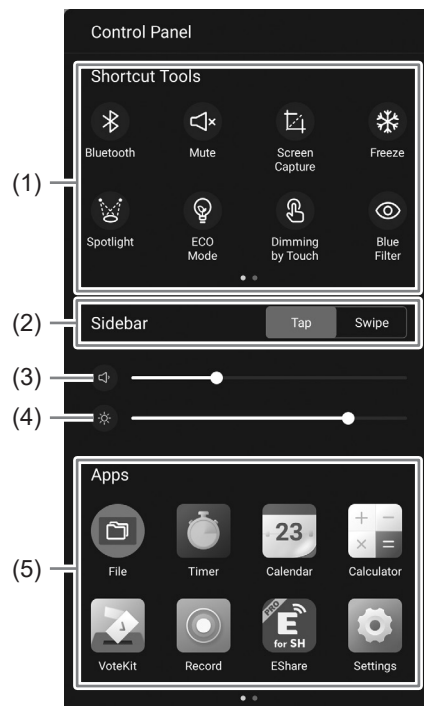 Control Panel
Shortcut Tools
Bluetooth
Mute
Screen
Capture
Freeze
Spotlight
ECO
Mode
Dimming
by Touch
Blue
Filter
(1)
Sidebar
Tap
Swipe
(2)
(3)
(4)
Apps
23
File
Timer
Calendar
Calculator
PRO
E
for SH
VoteKit
Record
EShare
Settings
(5)